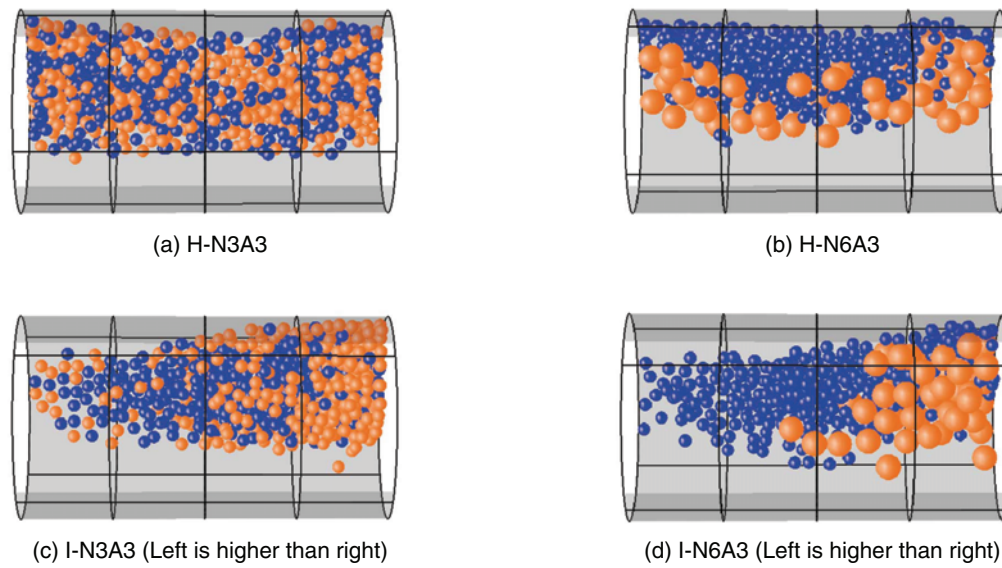 (a) H-N3A3
(b) H-N6A3
(c) I-N3A3 (Left is higher than right)
(d) I-N6A3 (Left is higher than right)